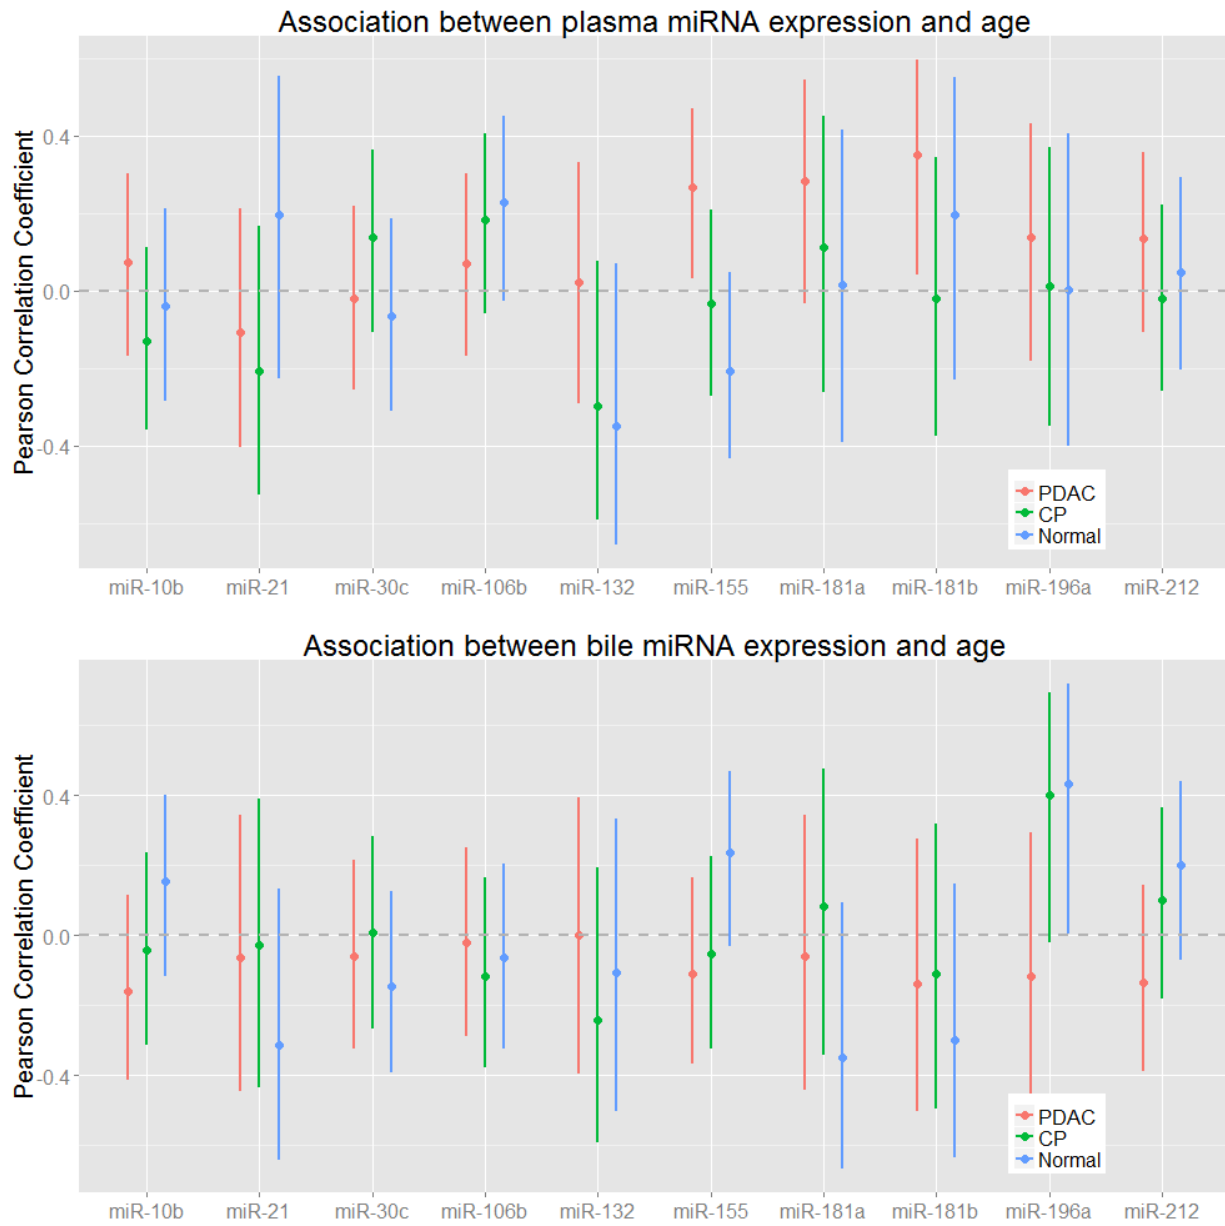 Association between plasma miRNA expression and age
Pearson Correlation Coefficient
0.4
0.0
-0.4
PDAC
CP
Normal
miR-10b miR-21 miR-30c miR-106b miR-132 miR-155 miR-181a miR-181b miR-196a miR-212
Association between bile miRNA expression and age
Pearson Correlation Coefficient
0.4
0.0
-0.4
PDAC
CP
Normal
miR-10b miR-21 miR-30c miR-106b miR-132 miR-155 miR-181a miR-181b miR-196a miR-212